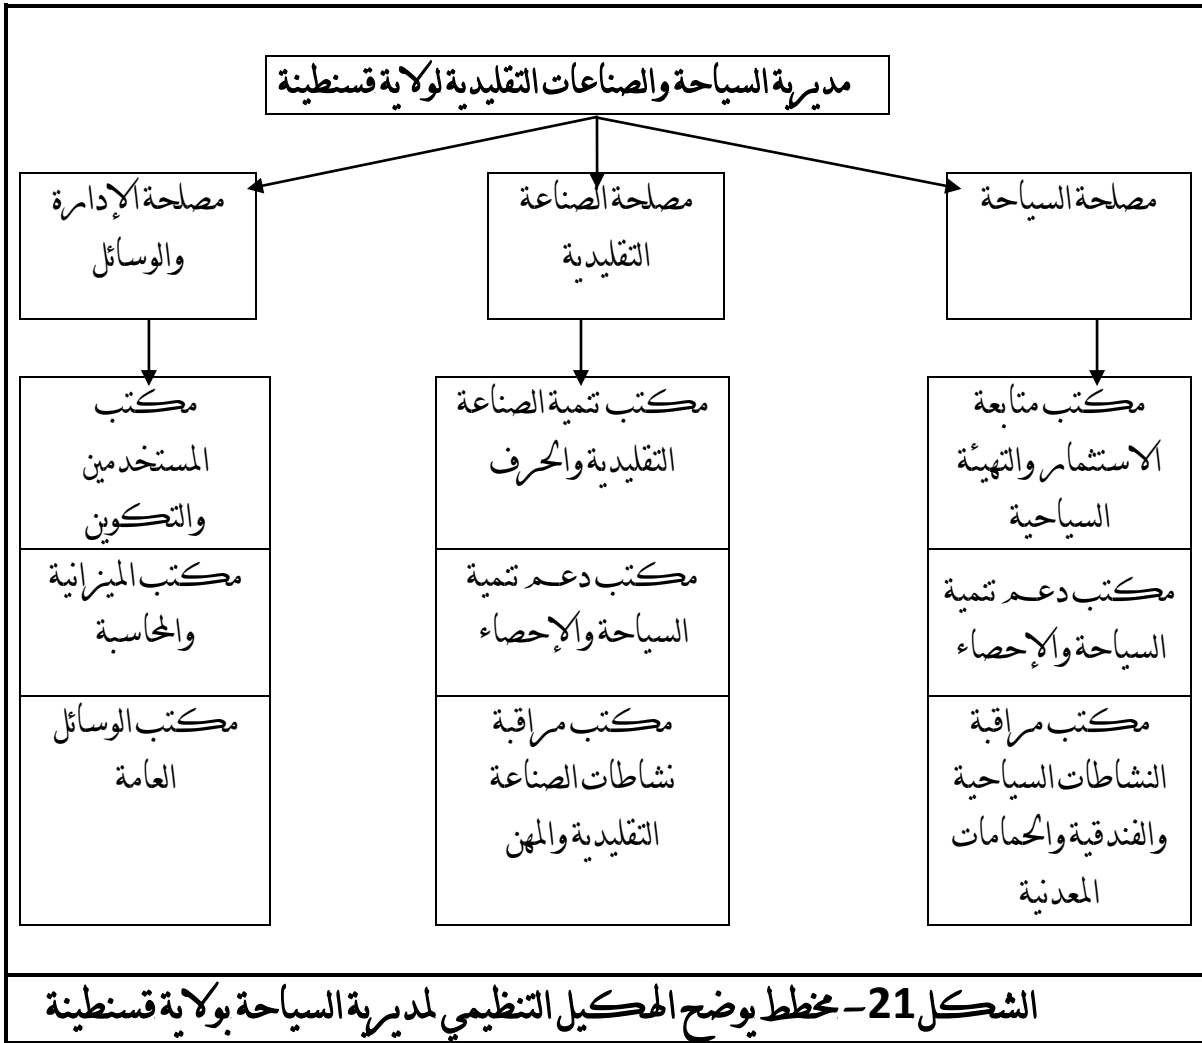 مديرية السياحة والصناعات التقليدية لولاية قسنطينة
مصلحة السياحة
مصلحة الصناعة
التقليدية
مصلحة الإدارة
والوسائل
مكتب متابعة
الاستثمار والتهيئة
السياحية
مكتب دعم تنمية
السياحة والإحصاء
مكتب مراقبة
النشاطات السياحية
والفندقية والحمامات
المعدنية
مكتب تنمية الصناعة
التقليدية والحرف
مكتب دعم تنمية
السياحة والإحصاء
مكتب مراقبة
نشاطات الصناعة
التقليدية والمهن
مكتب
المستخدمين
والتكوين
مكتب الميزانية
والمحاسبة
مكتب الوسائل
العامة
الشكل 21– مخطط يوضح الهكيل التنظيمي لمديرية السياحة بولاية قسنطينة